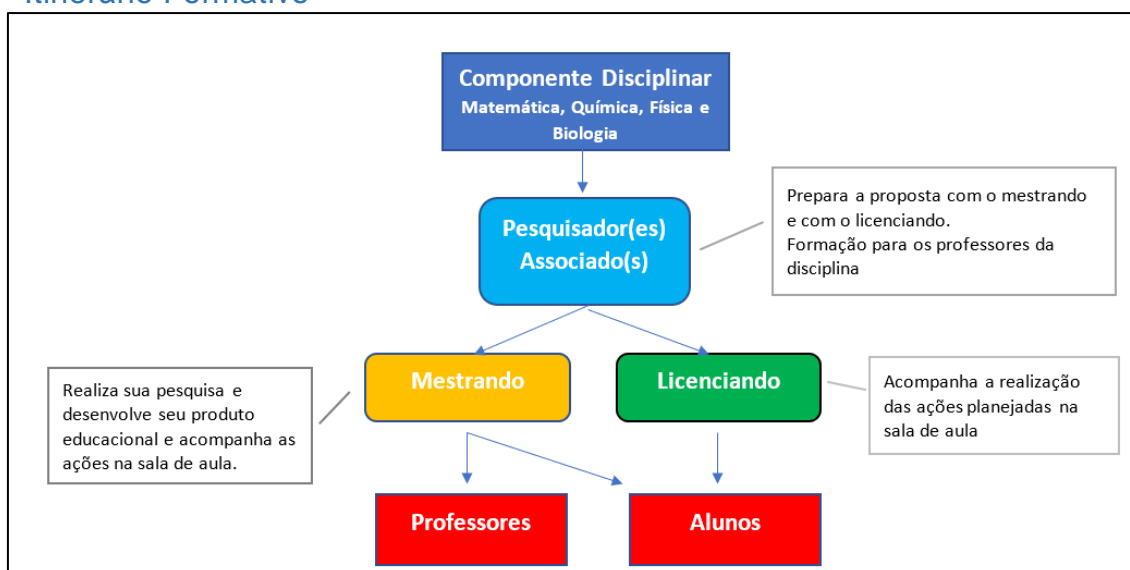 Itinerário Formativo
Componente Disciplinar
Matemática, Química, Física e
Biologia
Pesquisador(es)
Associado(s)
Prepara a proposta com o mestrando
e com o licenciando.
Formação para os professores da
disciplina
Mestrando
Licenciando
Realiza sua pesquisa e
desenvolve seu produto
educacional e acompanha as
ações na sala de aula.
Acompanha a realização
das ações planejadas na
sala de aula
Professores
Alunos